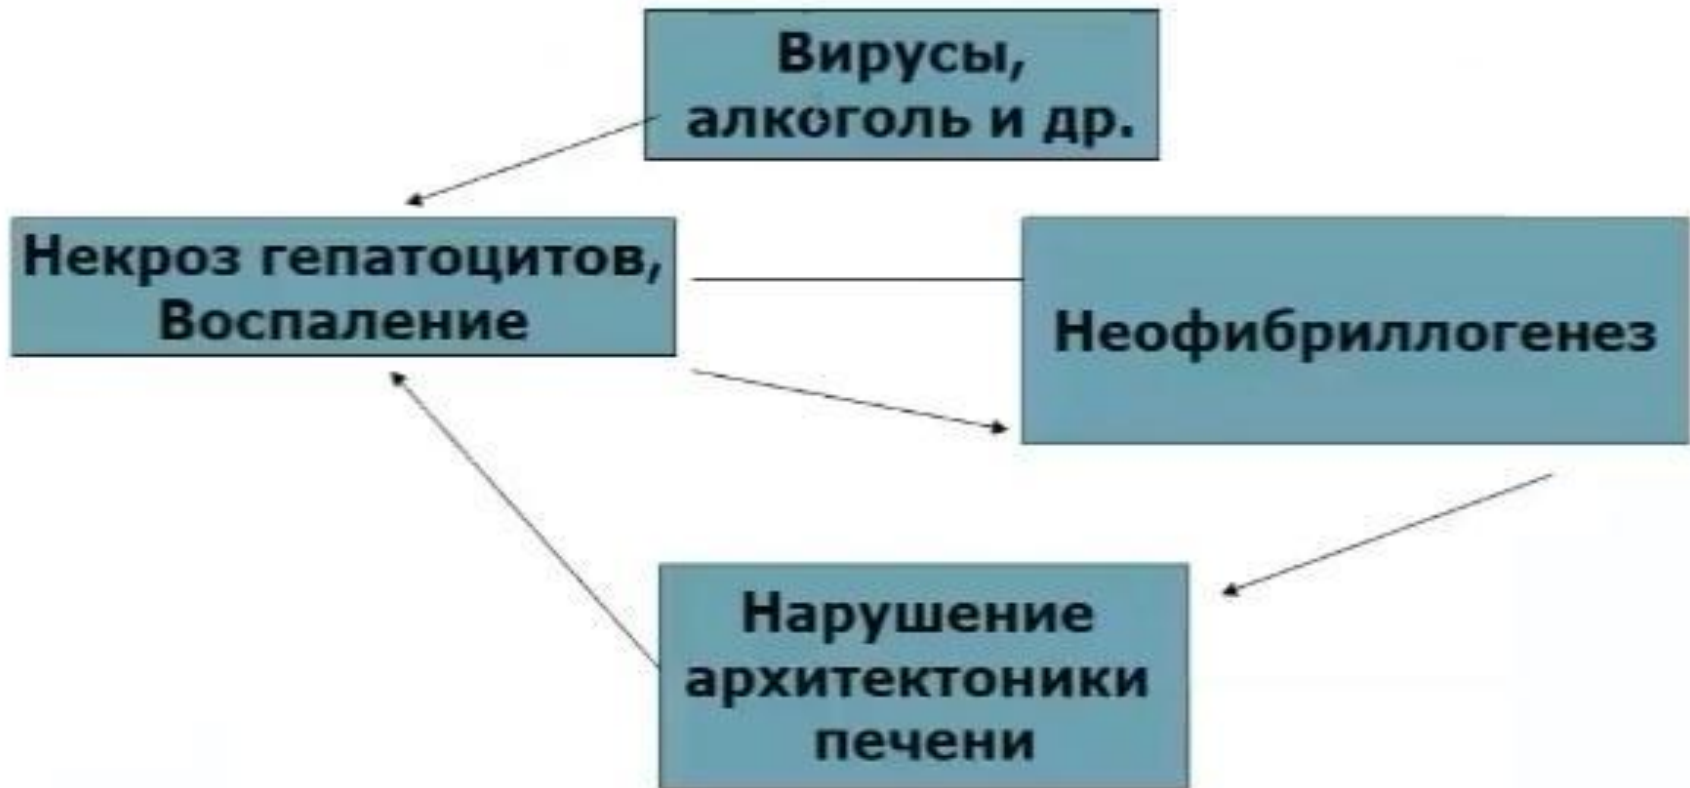 Вирусы,
алкоголь и др.
Некроз гепатоцитов,
Воспаление
Неофибриллогенез
Нарушение
архитектоники
печени